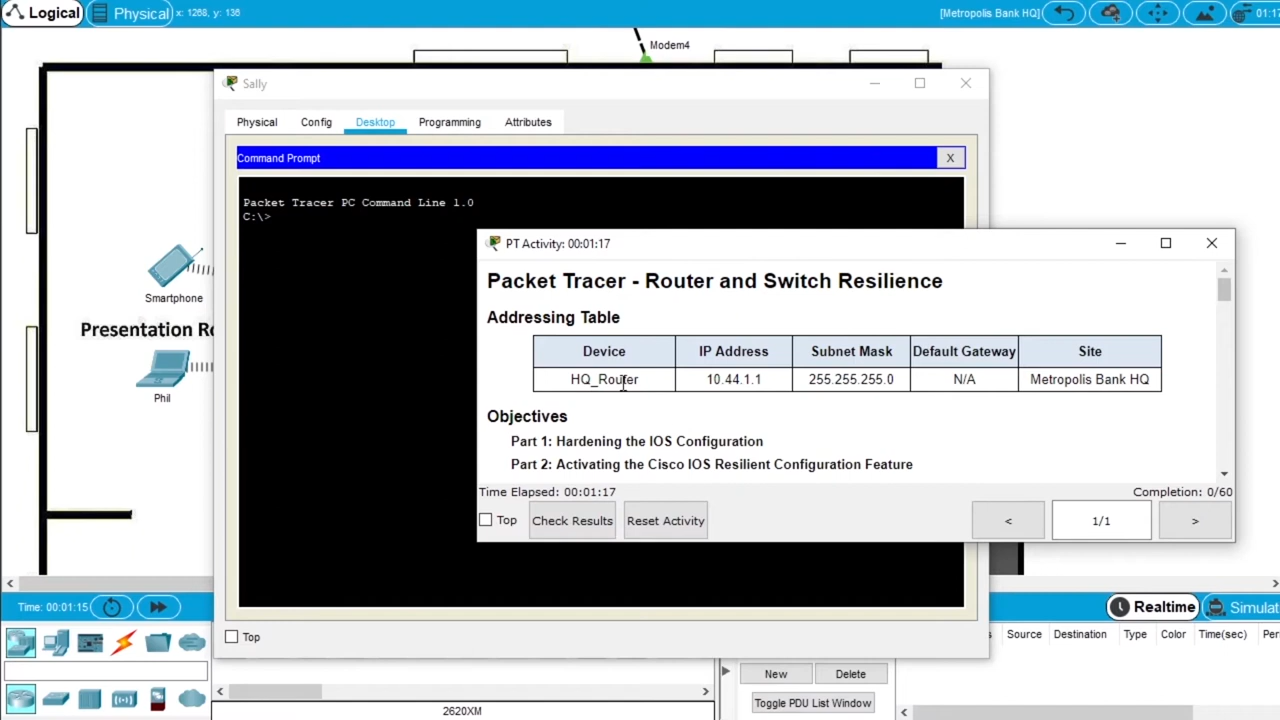 Logical Physical x: 1268, y: 136 [Metropolis Bank HQ]
Modem4
Sally
Physical Config Desktop Programming Attributes
Command Prompt X
Packet Tracer PC Command Line 1.0
C:\>
Smartphone
Presentation Ro
Phil
PT Activity: 00:01:17
Packet Tracer - Router and Switch Resilience
Addressing Table
Device IP Address Subnet Mask Default Gateway Site
HQ_Router 10.44.1.1 255.255.255.0 N/A Metropolis Bank HQ
Objectives
Part 1: Hardening the IOS Configuration
Part 2: Activating the Cisco IOS Resilient Configuration Feature
Time Elapsed: 00:01:17 Completion: 0/60
Top Check Results Reset Activity < 1/1 >
Time: 00:01:15 Realtime Simulat
Top
Source Destination Type Color Time(sec) Per
New Delete
Toggle PDU List Window
2620XM